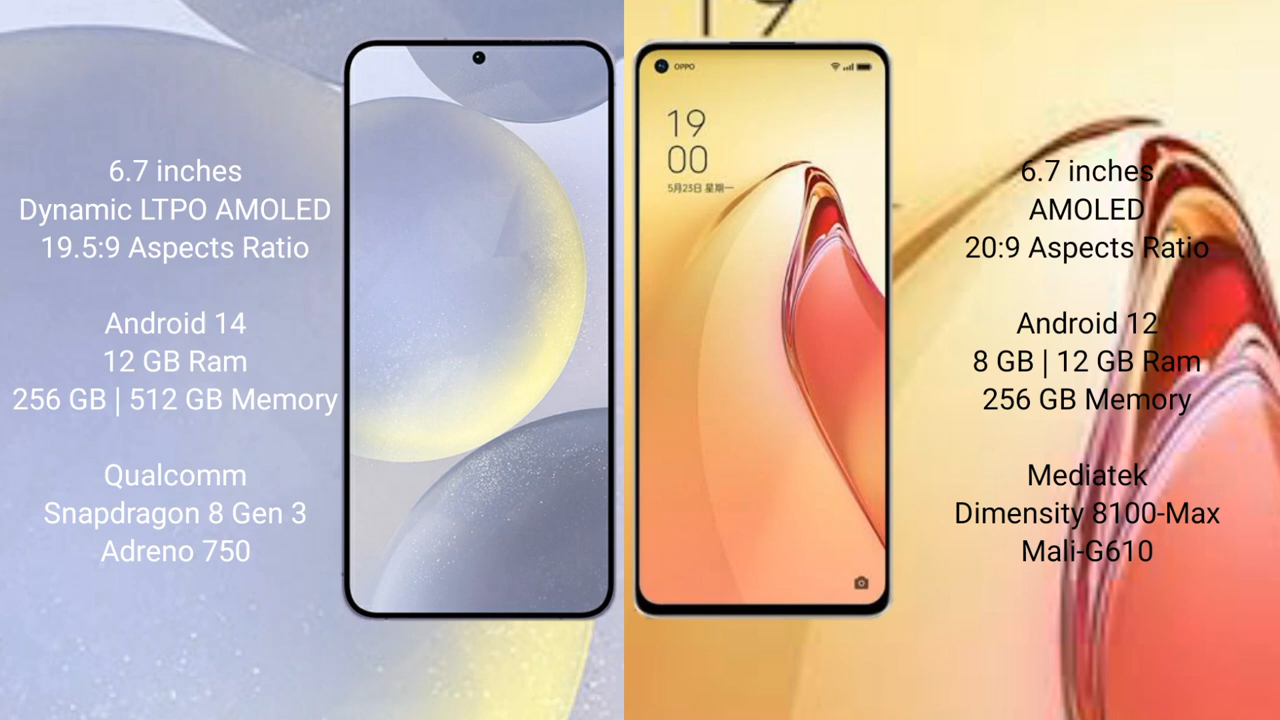 6.7 inches
Dynamic LTPO AMOLED
19.5:9 Aspects Ratio
Android 14
12 GB Ram
256 GB | 512 GB Memory
Qualcomm
Snapdragon 8 Gen 3
Adreno 750
OPPO
19
00
5月23日 星期一
6.7 inches
AMOLED
20:9 Aspects Ratio
Android 12
8 GB | 12 GB Ram
256 GB Memory
Mediatek
Dimensity 8100-Max
Mali-G610